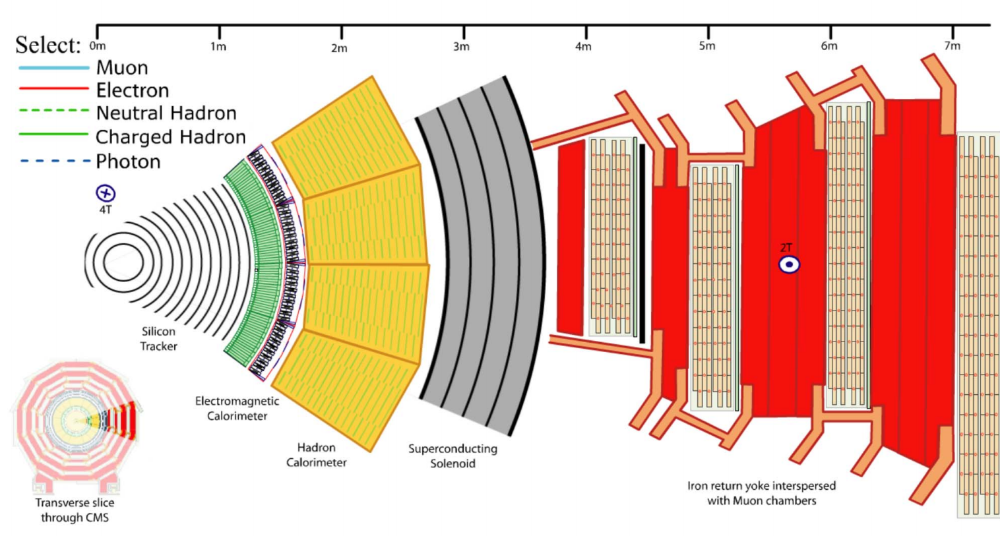 0m
1m
2m
3m
4m
5m
6m
7m
Select:
Muon
Electron
Neutral Hadron
Charged Hadron
Photon
4T
2T
Silicon
Tracker
Electromagnetic
Calorimeter
Hadron
Calorimeter
Superconducting
Solenoid
Iron return yoke interspersed
with Muon chambers
Transverse slice
through CMS